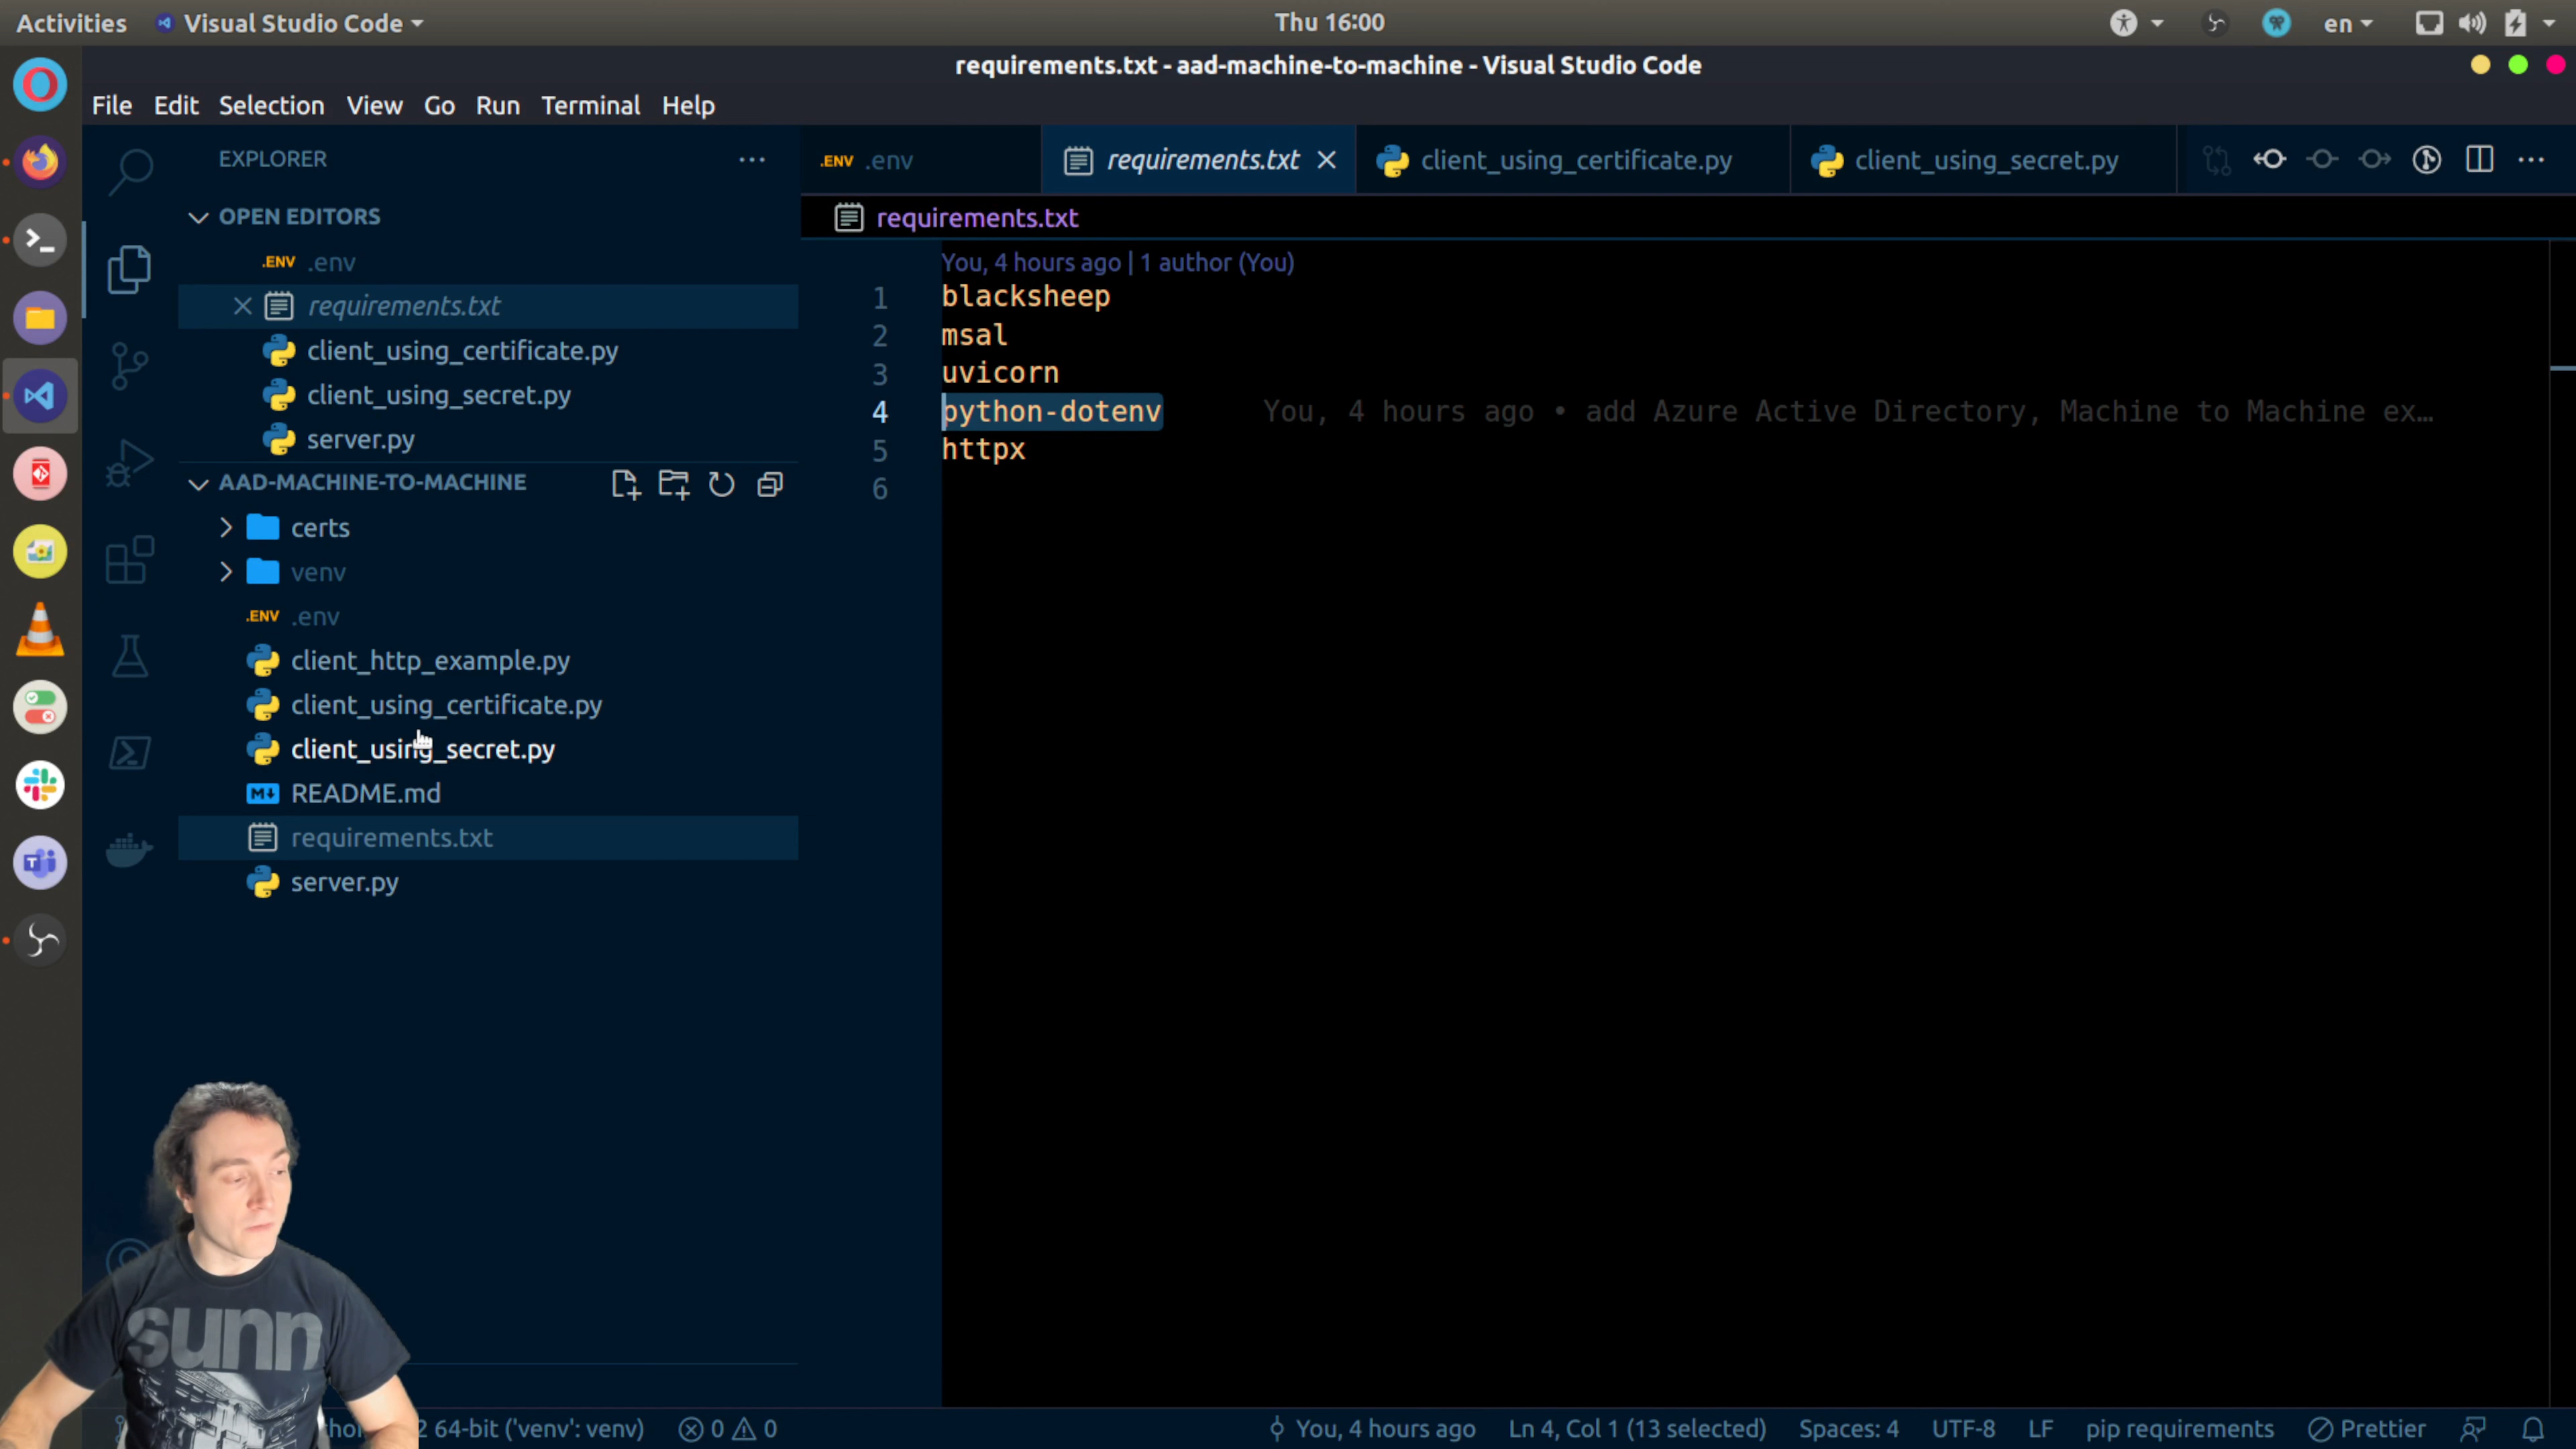 Activities Visual Studio Code Thu 16:00 en
requirements.txt - aad-machine-to-machine - Visual Studio Code
File Edit Selection View Go Run Terminal Help
EXPLORER
OPEN EDITORS
.ENV .env
requirements.txt
client_using_certificate.py
client_using_secret.py
server.py
AAD-MACHINE-TO-MACHINE
certs
venv
.ENV .env
client_http_example.py
client_using_certificate.py
client_using_secret.py
README.md
requirements.txt
server.py
.ENV .env requirements.txt client_using_certificate.py client_using_secret.py
requirements.txt
You, 4 hours ago | 1 author (You)
1 blacksheep
2 msal
3 uvicorn
4 python-dotenv You, 4 hours ago • add Azure Active Directory, Machine to Machine ex…
5 httpx
6
sunn
2 64-bit ('venv': venv) 0 0 You, 4 hours ago Ln 4, Col 1 (13 selected) Spaces: 4 UTF-8 LF pip requirements Prettier